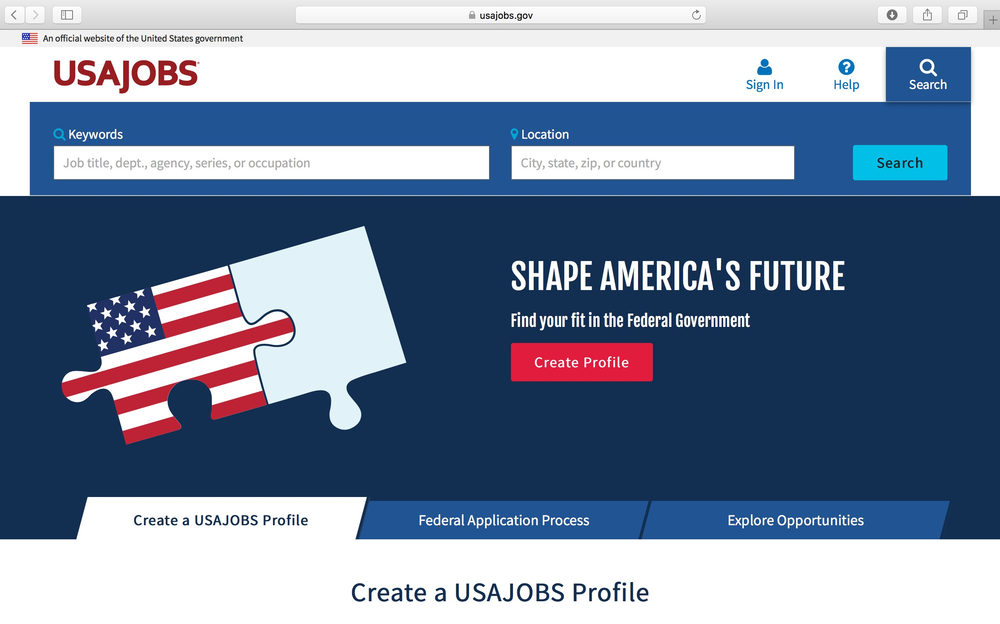 usajobs.gov
An official website of the United States government
USAJOBS®
Sign In
Help
Search
Keywords
Location
Job title, dept., agency, series, or occupation
City, state, zip, or country
Search
SHAPE AMERICA'S FUTURE
Find your fit in the Federal Government
Create Profile
Create a USAJOBS Profile
Federal Application Process
Explore Opportunities
Create a USAJOBS Profile